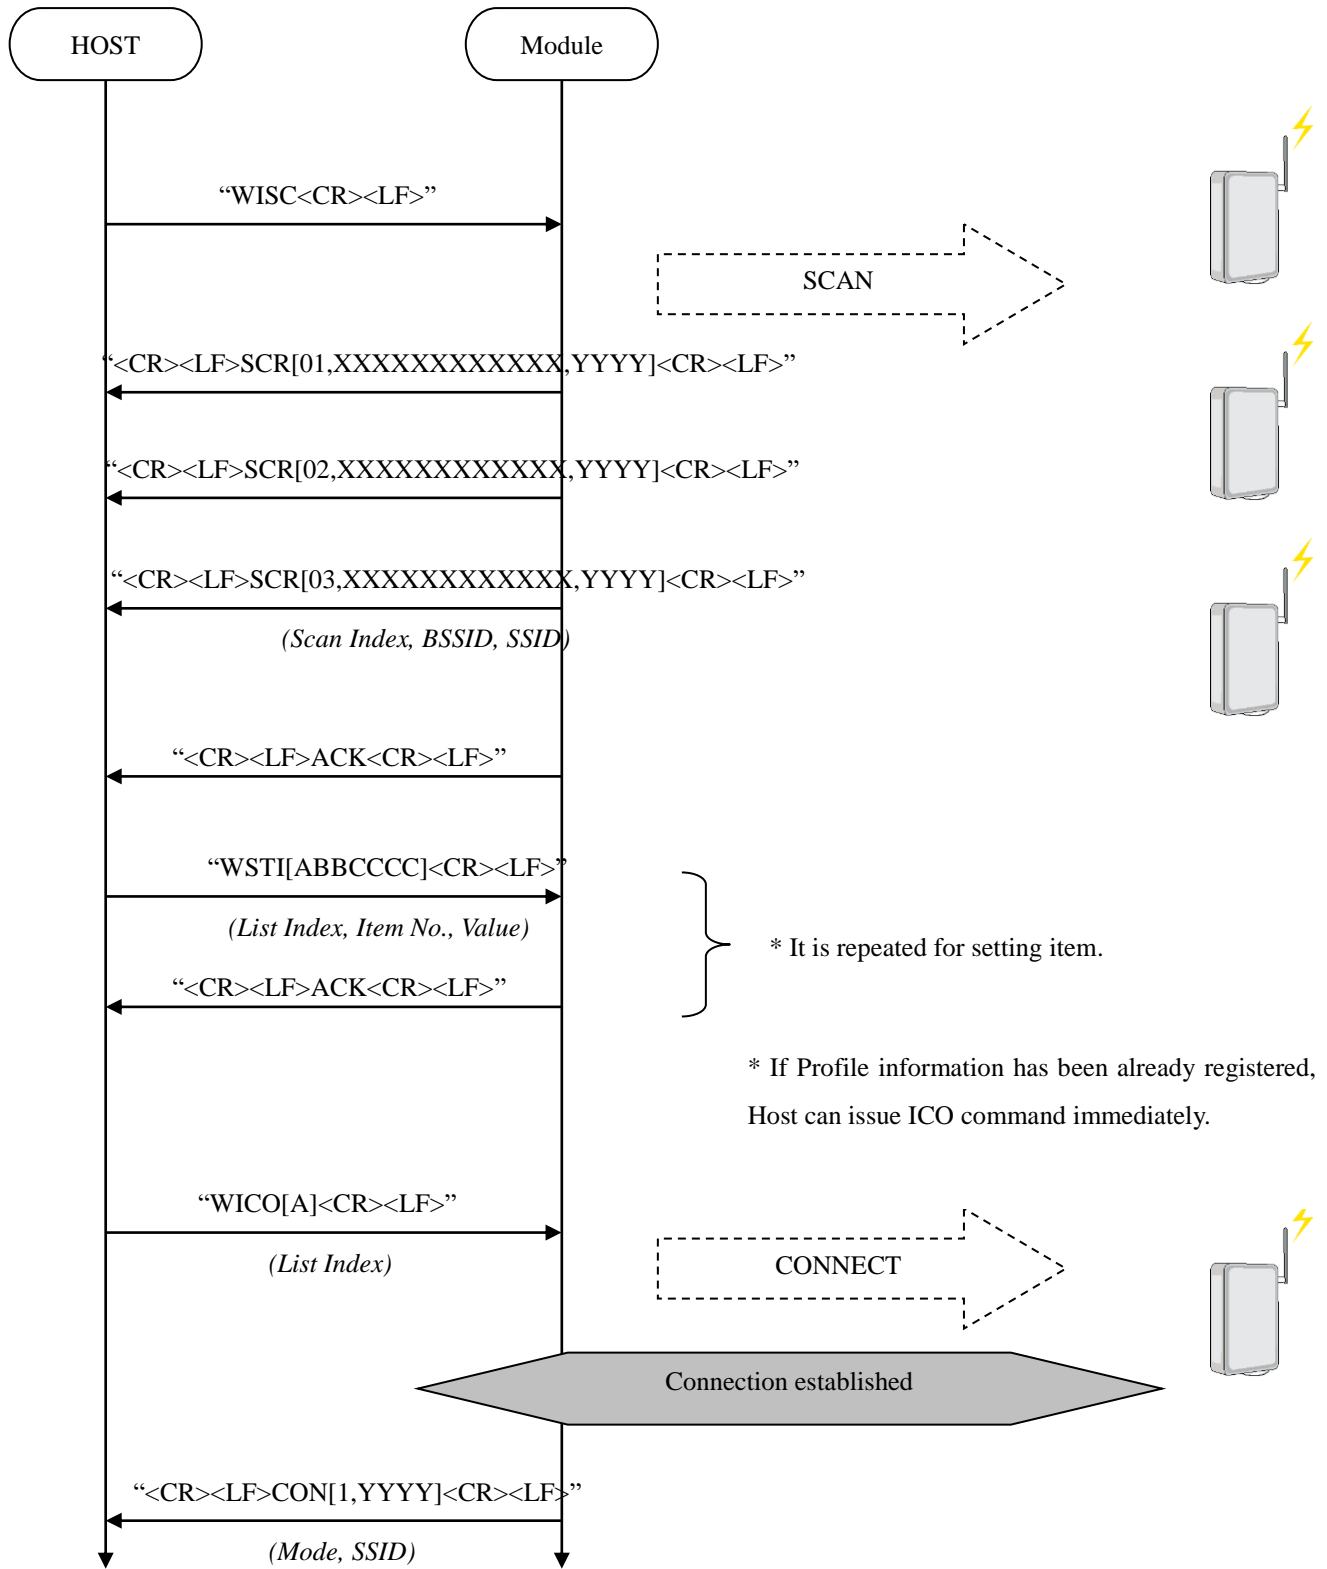 HOST
Module
“WISC<CR><LF>”
SCAN
“<CR><LF>SCR[01,XXXXXXXXXXXX,YYYY]<CR><LF>”
“<CR><LF>SCR[02,XXXXXXXXXXXX,YYYY]<CR><LF>”
“<CR><LF>SCR[03,XXXXXXXXXXXX,YYYY]<CR><LF>”
(Scan Index, BSSID, SSID)
“<CR><LF>ACK<CR><LF>”
“WSTI[ABBCCCC]<CR><LF>”
(List Index, Item No., Value)
* It is repeated for setting item.
“<CR><LF>ACK<CR><LF>”
* If Profile information has been already registered,
Host can issue ICO command immediately.
“WICO[A]<CR><LF>”
(List Index)
CONNECT
Connection established
“<CR><LF>CON[1,YYYY]<CR><LF>”
(Mode, SSID)